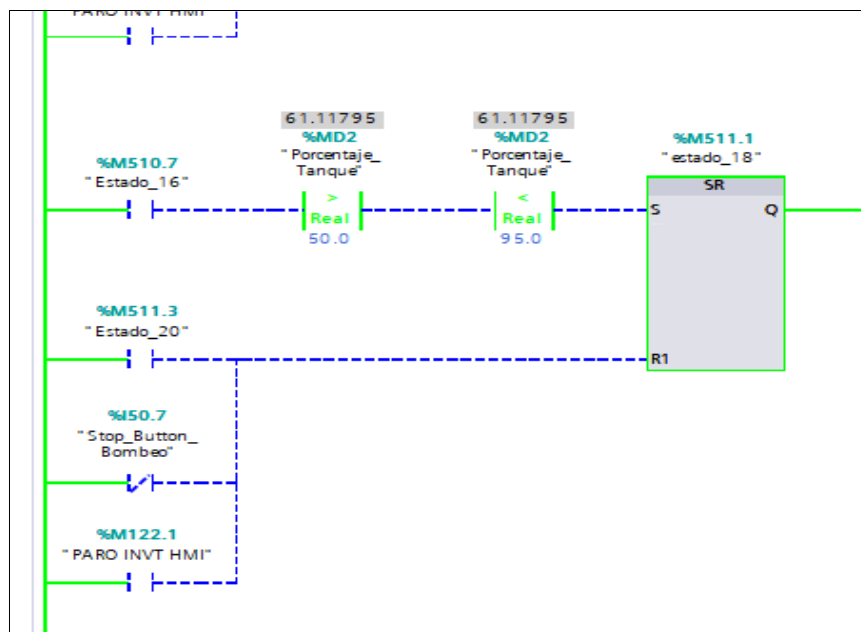 PARO INVT HMI"
61.11795
61.11795
%MD2
%MD2
%M511.1
"Porcentaje_
Tanque"
"Porcentaje_
Tanque"
"estado_18"
%M510.7
"Estado_16"
SR
>
Real
50.0
<
Real
95.0
S
Q
%M511.3
"Estado_20"
R1
%I50.7
"Stop_Button_
Bombeo"
%M122.1
"PARO INVT HMI"